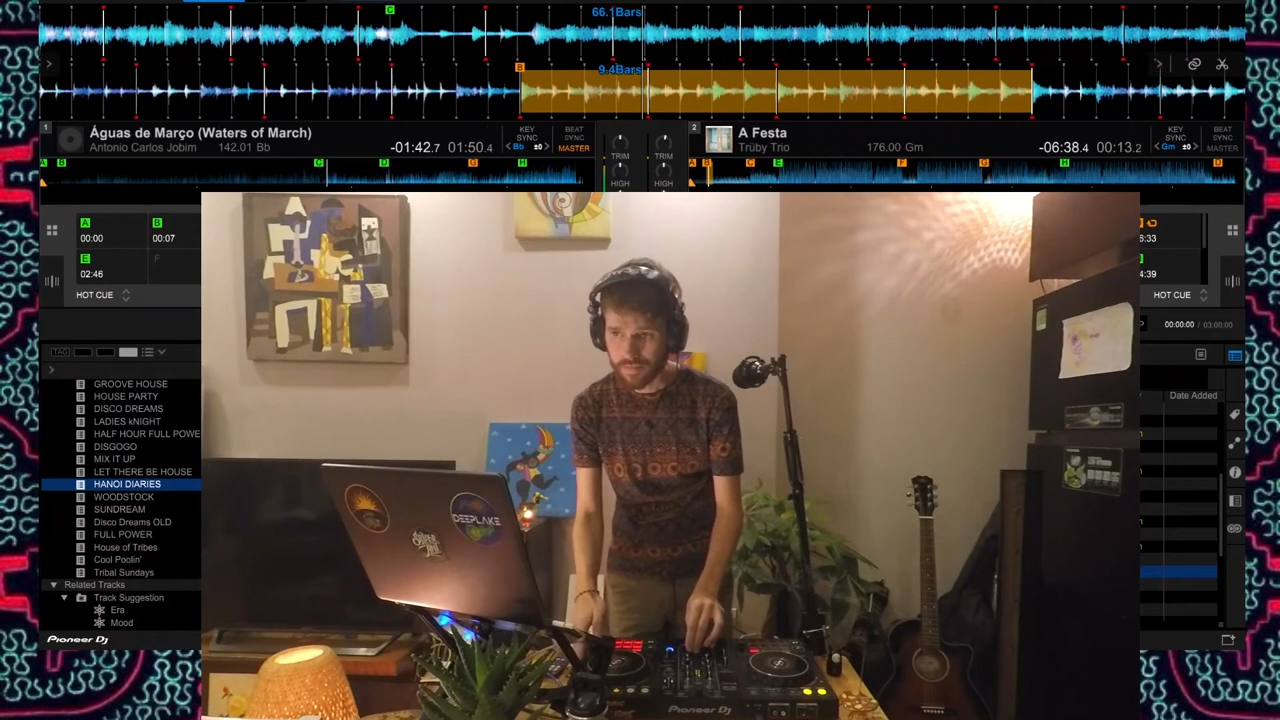 C
66.1Bars
B
9.4Bars
1
Águas de Março (Waters of March)
Antonio Carlos Jobim
142.01 Bb
-01:42.7
01:50.4
KEY
SYNC
Bb ±0
BEAT
SYNC
MASTER
TRIM
HIGH
TRIM
HIGH
2
A Festa
Trüby Trio
176.00 Gm
-06:38.4
00:13.2
KEY
SYNC
Gm ±0
BEAT
SYNC
MASTER
A B C D G H
A B C E F G H D
A
00:00
B
00:07
E
02:46
F
HOT CUE
6:33
4:39
HOT CUE
00:00:00 / 03:00:00
TAG
Date Added
GROOVE HOUSE
HOUSE PARTY
DISCO DREAMS
LADIES kNIGHT
HALF HOUR FULL POWE
DISGOGO
MIX IT UP
LET THERE BE HOUSE
HANOI DIARIES
WOODSTOCK
SUNDREAM
Disco Dreams OLD
FULL POWER
House of Tribes
Cool Poolin
Tribal Sundays
Related Tracks
Track Suggestion
Era
Mood
Pioneer Dj
DEEPLAKE
Pioneer Dj